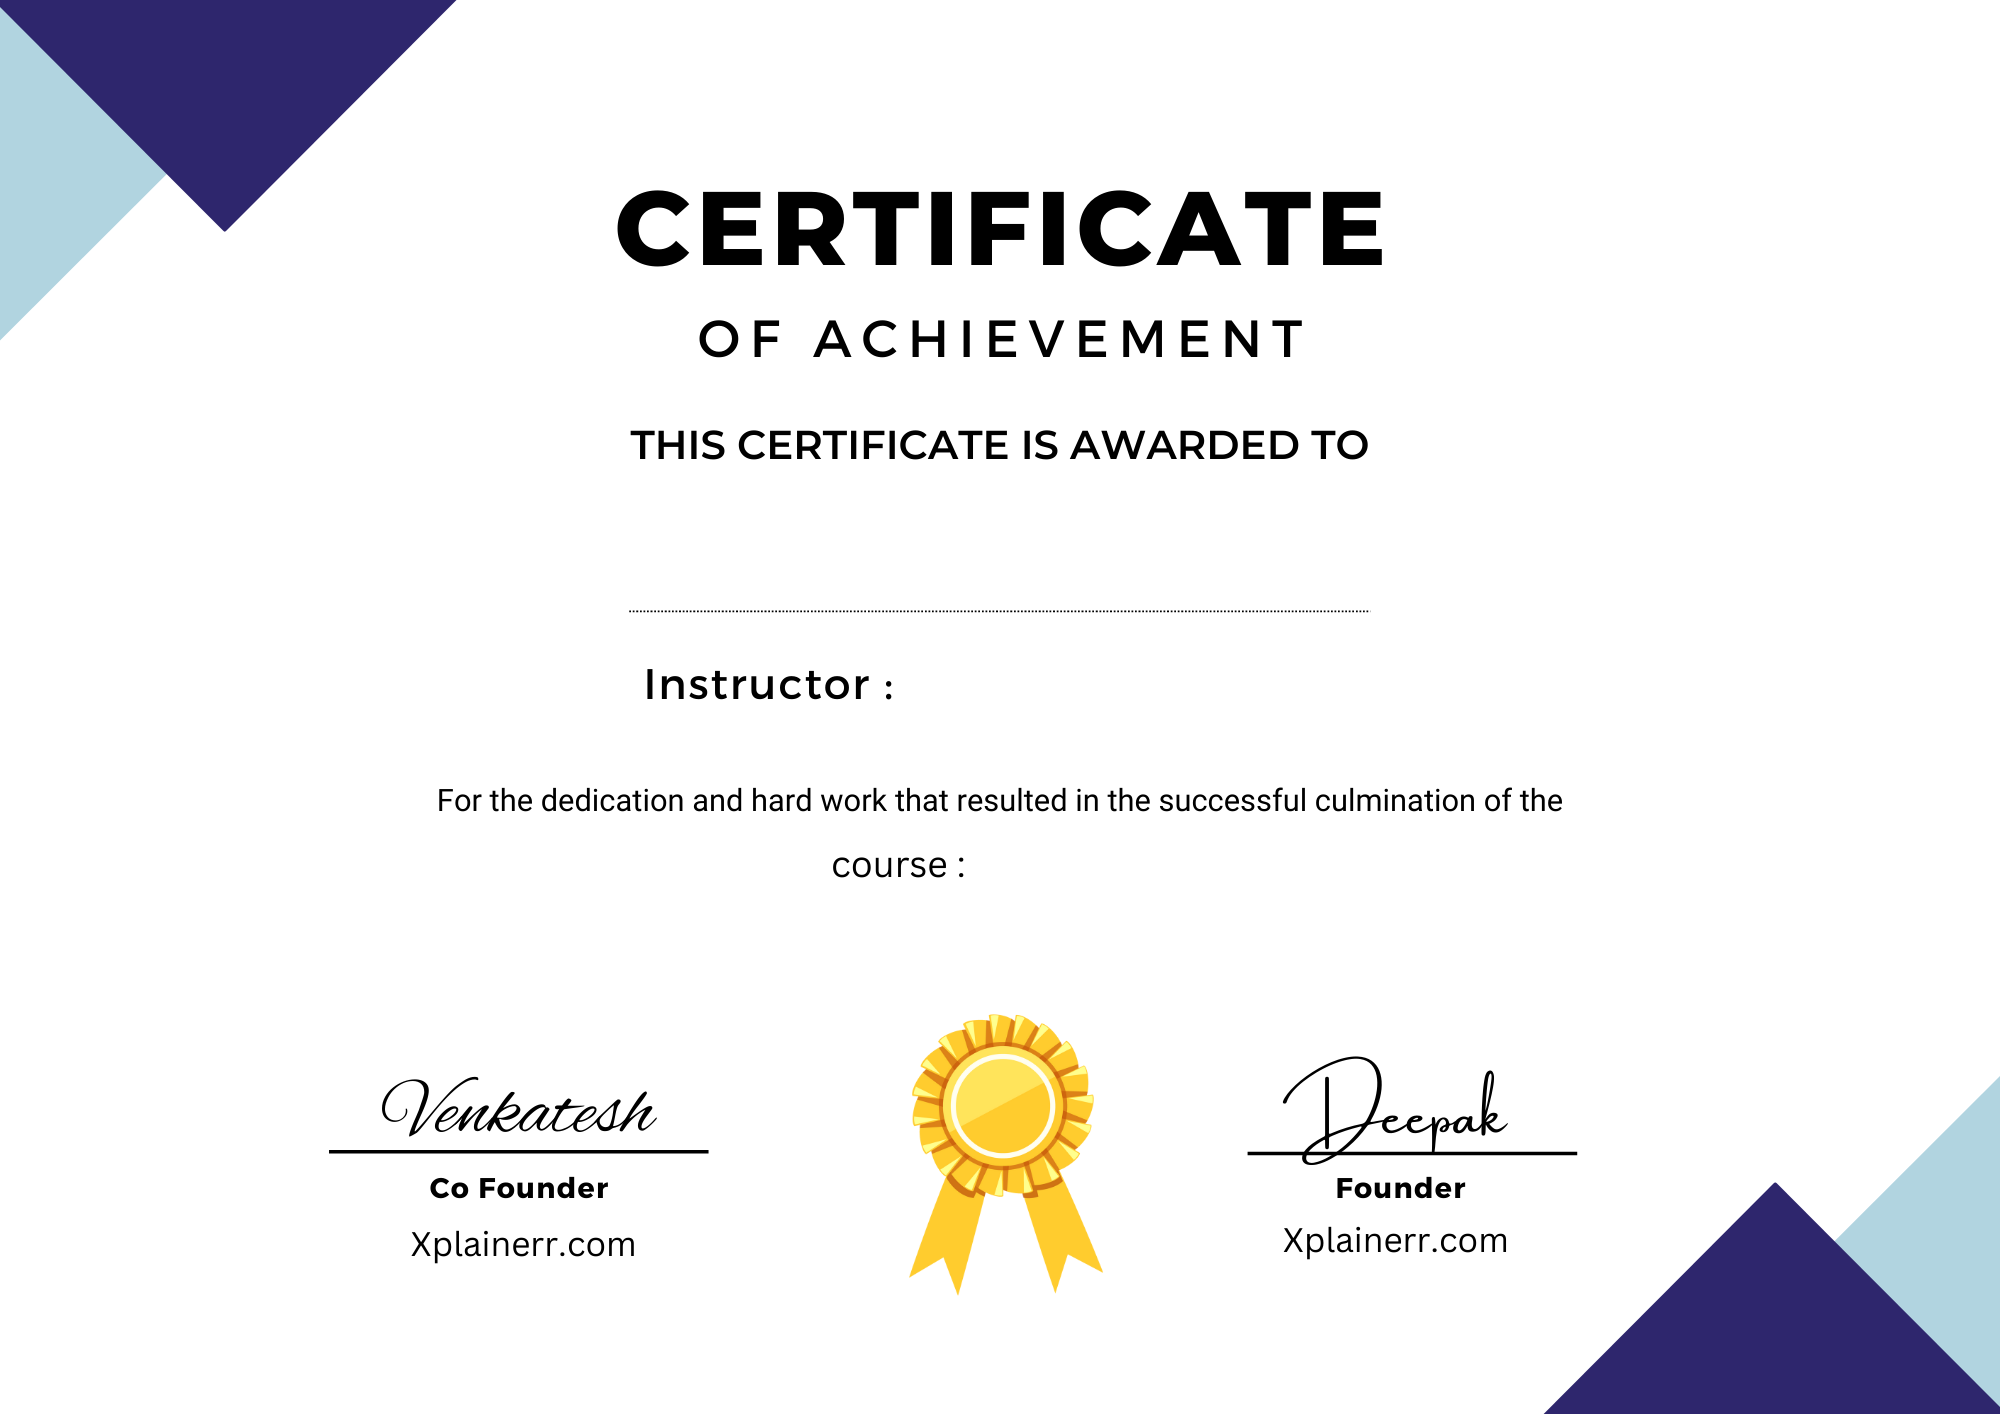 CERTIFICATE
OF ACHIEVEMENT
THIS CERTIFICATE IS AWARDED TO
Instructor :
For the dedication and hard work that resulted in the successful culmination of the
course :
Venkatesh
Co Founder
Xplainerr.com
Deepak
Founder
Xplainerr.com